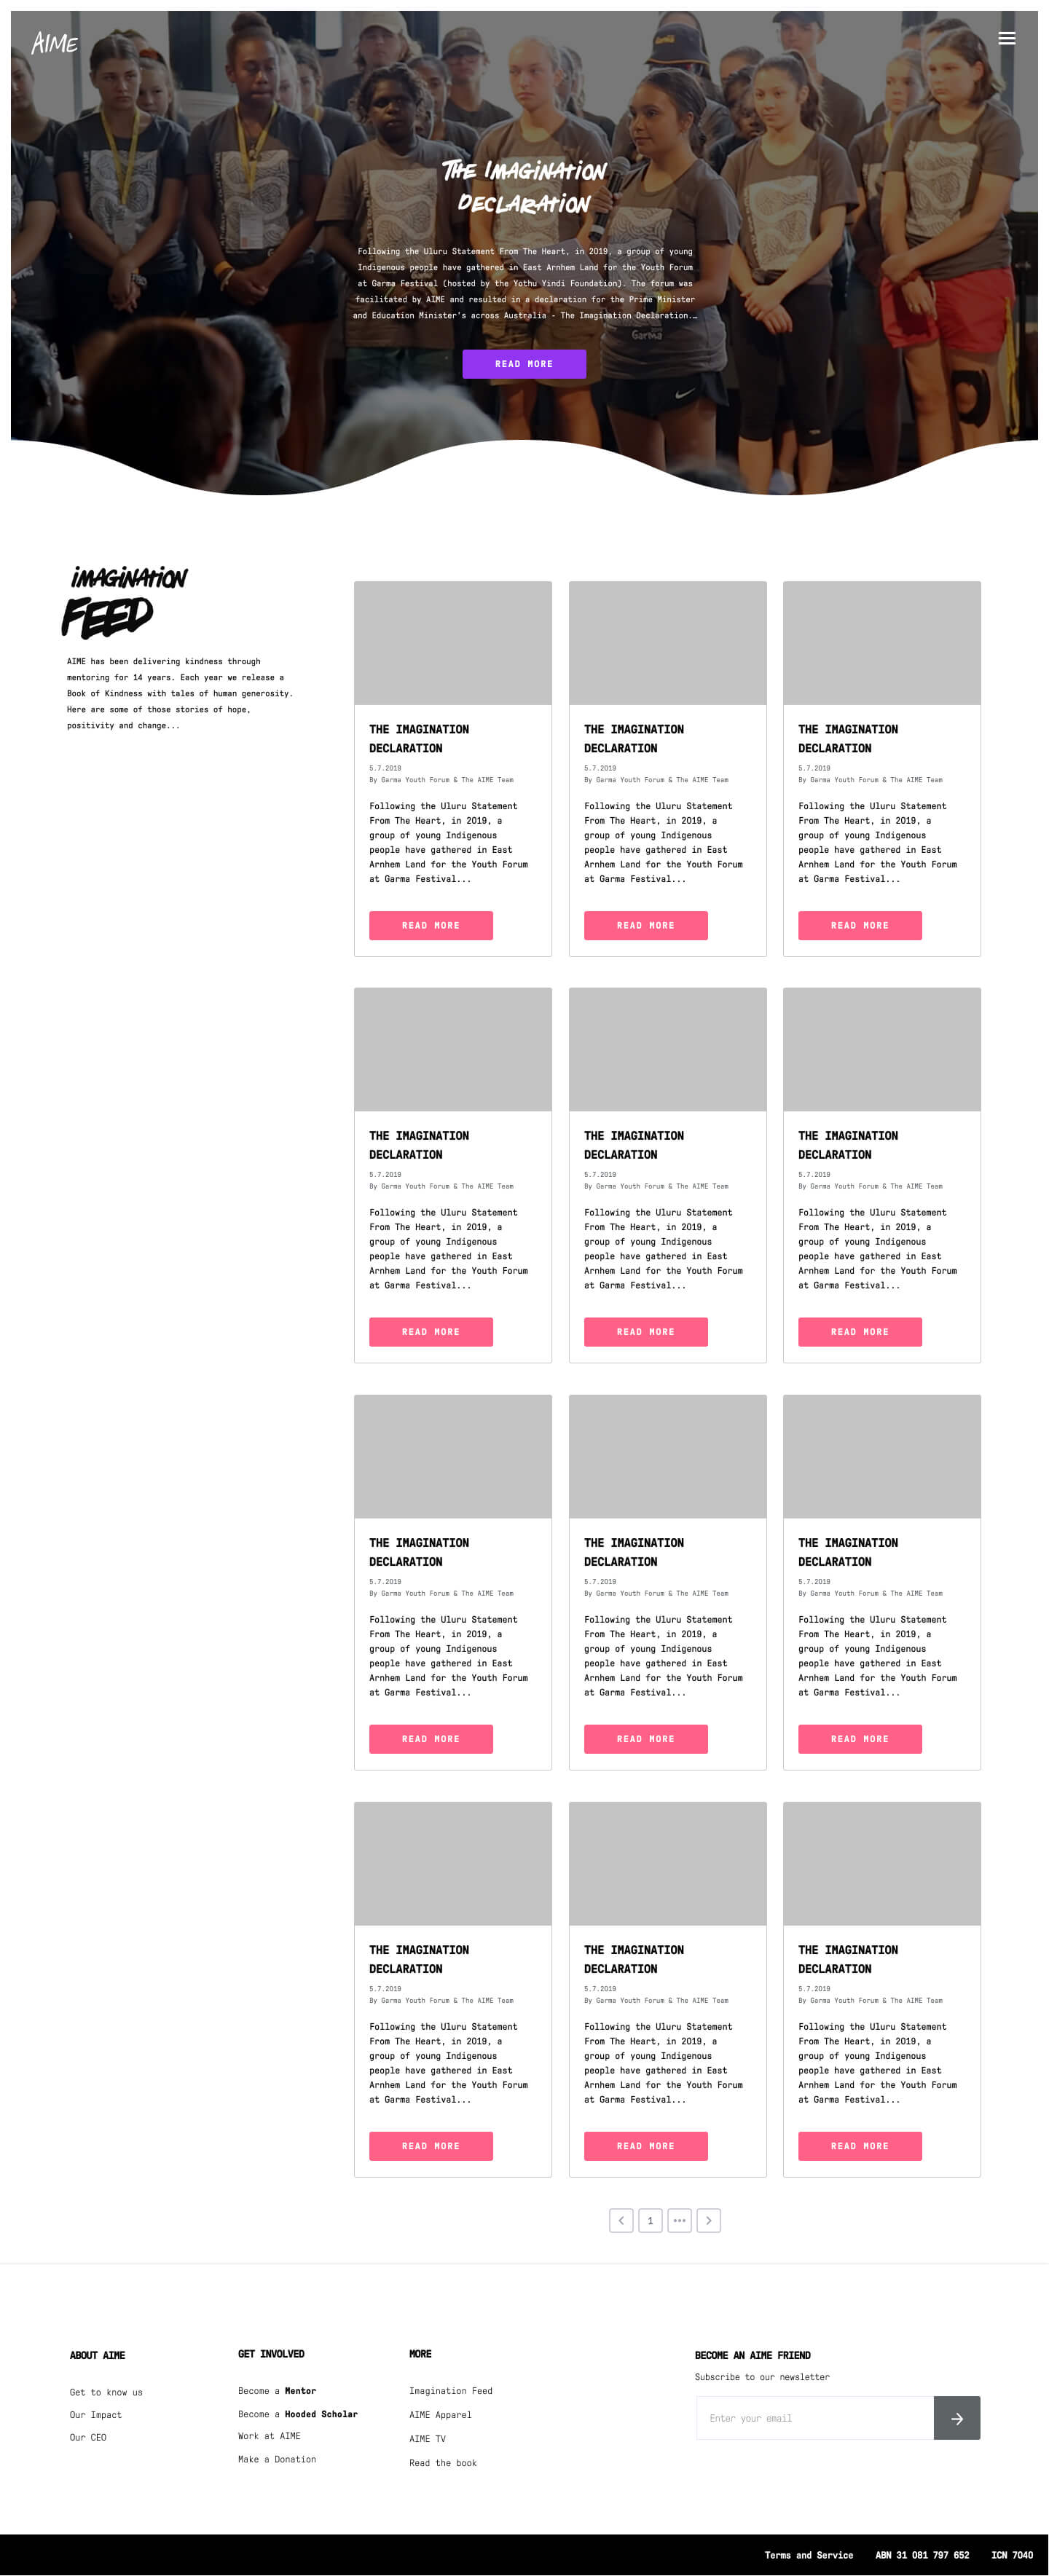 AIME
THE IMAGINATION
DECLARATION
Following the Uluru Statement From The Heart, in 2019, a group of young
Indigenous people have gathered in East Arnhem Land for the Youth Forum
at Garma Festival (hosted by the Yothu Yindi Foundation). The forum was
facilitated by AIME and resulted in a declaration for the Prime Minister
and Education Minister's across Australia - The Imagination Declaration.…
Garma
READ MORE
IMAGINATION
FEED
AIME has been delivering kindness through
mentoring for 14 years. Each year we release a
Book of Kindness with tales of human generosity.
Here are some of those stories of hope,
positivity and change...
THE IMAGINATION
DECLARATION
5.7.2019
By Garma Youth Forum & The AIME Team
Following the Uluru Statement
From The Heart, in 2019, a
group of young Indigenous
people have gathered in East
Arnhem Land for the Youth Forum
at Garma Festival...
READ MORE
THE IMAGINATION
DECLARATION
5.7.2019
By Garma Youth Forum & The AIME Team
Following the Uluru Statement
From The Heart, in 2019, a
group of young Indigenous
people have gathered in East
Arnhem Land for the Youth Forum
at Garma Festival...
READ MORE
THE IMAGINATION
DECLARATION
5.7.2019
By Garma Youth Forum & The AIME Team
Following the Uluru Statement
From The Heart, in 2019, a
group of young Indigenous
people have gathered in East
Arnhem Land for the Youth Forum
at Garma Festival...
READ MORE
THE IMAGINATION
DECLARATION
5.7.2019
By Garma Youth Forum & The AIME Team
Following the Uluru Statement
From The Heart, in 2019, a
group of young Indigenous
people have gathered in East
Arnhem Land for the Youth Forum
at Garma Festival...
READ MORE
THE IMAGINATION
DECLARATION
5.7.2019
By Garma Youth Forum & The AIME Team
Following the Uluru Statement
From The Heart, in 2019, a
group of young Indigenous
people have gathered in East
Arnhem Land for the Youth Forum
at Garma Festival...
READ MORE
THE IMAGINATION
DECLARATION
5.7.2019
By Garma Youth Forum & The AIME Team
Following the Uluru Statement
From The Heart, in 2019, a
group of young Indigenous
people have gathered in East
Arnhem Land for the Youth Forum
at Garma Festival...
READ MORE
THE IMAGINATION
DECLARATION
5.7.2019
By Garma Youth Forum & The AIME Team
Following the Uluru Statement
From The Heart, in 2019, a
group of young Indigenous
people have gathered in East
Arnhem Land for the Youth Forum
at Garma Festival...
READ MORE
THE IMAGINATION
DECLARATION
5.7.2019
By Garma Youth Forum & The AIME Team
Following the Uluru Statement
From The Heart, in 2019, a
group of young Indigenous
people have gathered in East
Arnhem Land for the Youth Forum
at Garma Festival...
READ MORE
THE IMAGINATION
DECLARATION
5.7.2019
By Garma Youth Forum & The AIME Team
Following the Uluru Statement
From The Heart, in 2019, a
group of young Indigenous
people have gathered in East
Arnhem Land for the Youth Forum
at Garma Festival...
READ MORE
THE IMAGINATION
DECLARATION
5.7.2019
By Garma Youth Forum & The AIME Team
Following the Uluru Statement
From The Heart, in 2019, a
group of young Indigenous
people have gathered in East
Arnhem Land for the Youth Forum
at Garma Festival...
READ MORE
THE IMAGINATION
DECLARATION
5.7.2019
By Garma Youth Forum & The AIME Team
Following the Uluru Statement
From The Heart, in 2019, a
group of young Indigenous
people have gathered in East
Arnhem Land for the Youth Forum
at Garma Festival...
READ MORE
THE IMAGINATION
DECLARATION
5.7.2019
By Garma Youth Forum & The AIME Team
Following the Uluru Statement
From The Heart, in 2019, a
group of young Indigenous
people have gathered in East
Arnhem Land for the Youth Forum
at Garma Festival...
READ MORE
1
ABOUT AIME
Get to know us
Our Impact
Our CEO
GET INVOLVED
Become a Mentor
Become a Hooded Scholar
Work at AIME
Make a Donation
MORE
Imagination Feed
AIME Apparel
AIME TV
Read the book
BECOME AN AIME FRIEND
Subscribe to our newsletter
Enter your email
Terms and Service
ABN 31 081 797 652
ICN 7040